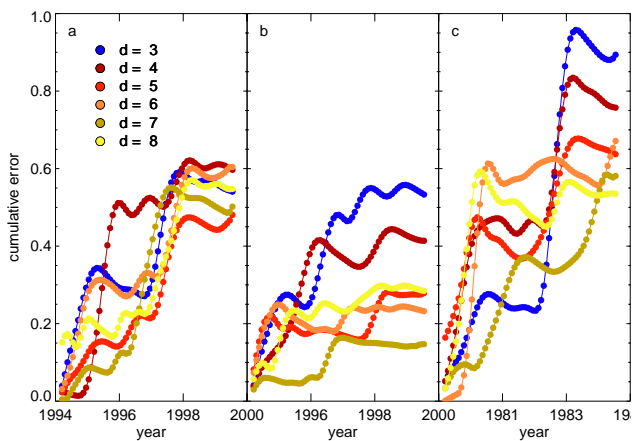 1.0
0.8
0.6
0.4
0.2
0.0
cumulative error
a
d = 3
d = 4
d = 5
d = 6
d = 7
d = 8
b
c
1994 1996 1998 2000 1996 1998 2000 1981 1983 19
year year year